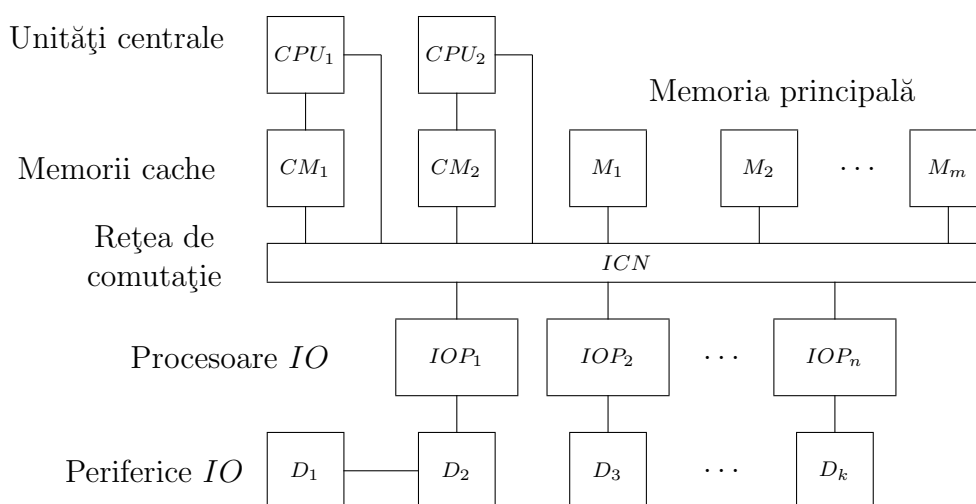 Unităţi centrale
CPU₁ CPU₂
Memoria principală
Memorii cache
CM₁ CM₂ M₁ M₂ · · · Mₘ
Reţea de
comutaţie
ICN
Procesoare IO
IOP₁ IOP₂ · · · IOPₙ
Periferice IO
D₁ D₂ D₃ · · · Dₖ